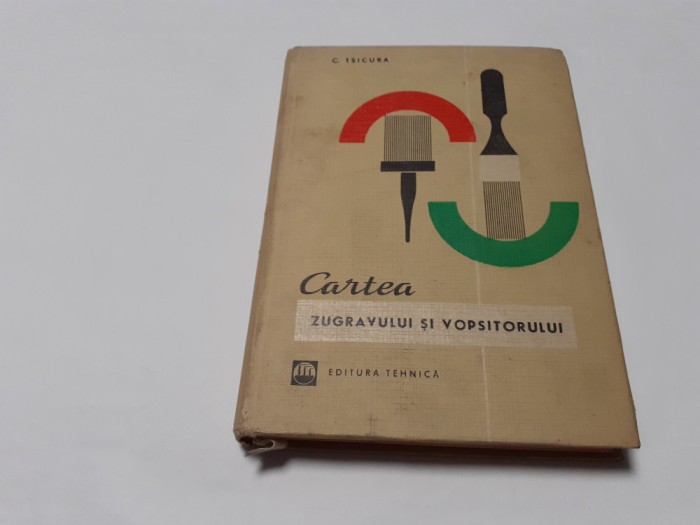 C. TSICURA
Cartea
ZUGRAVULUI ȘI VOPSITORULUI
EDITURA TEHNICĂ